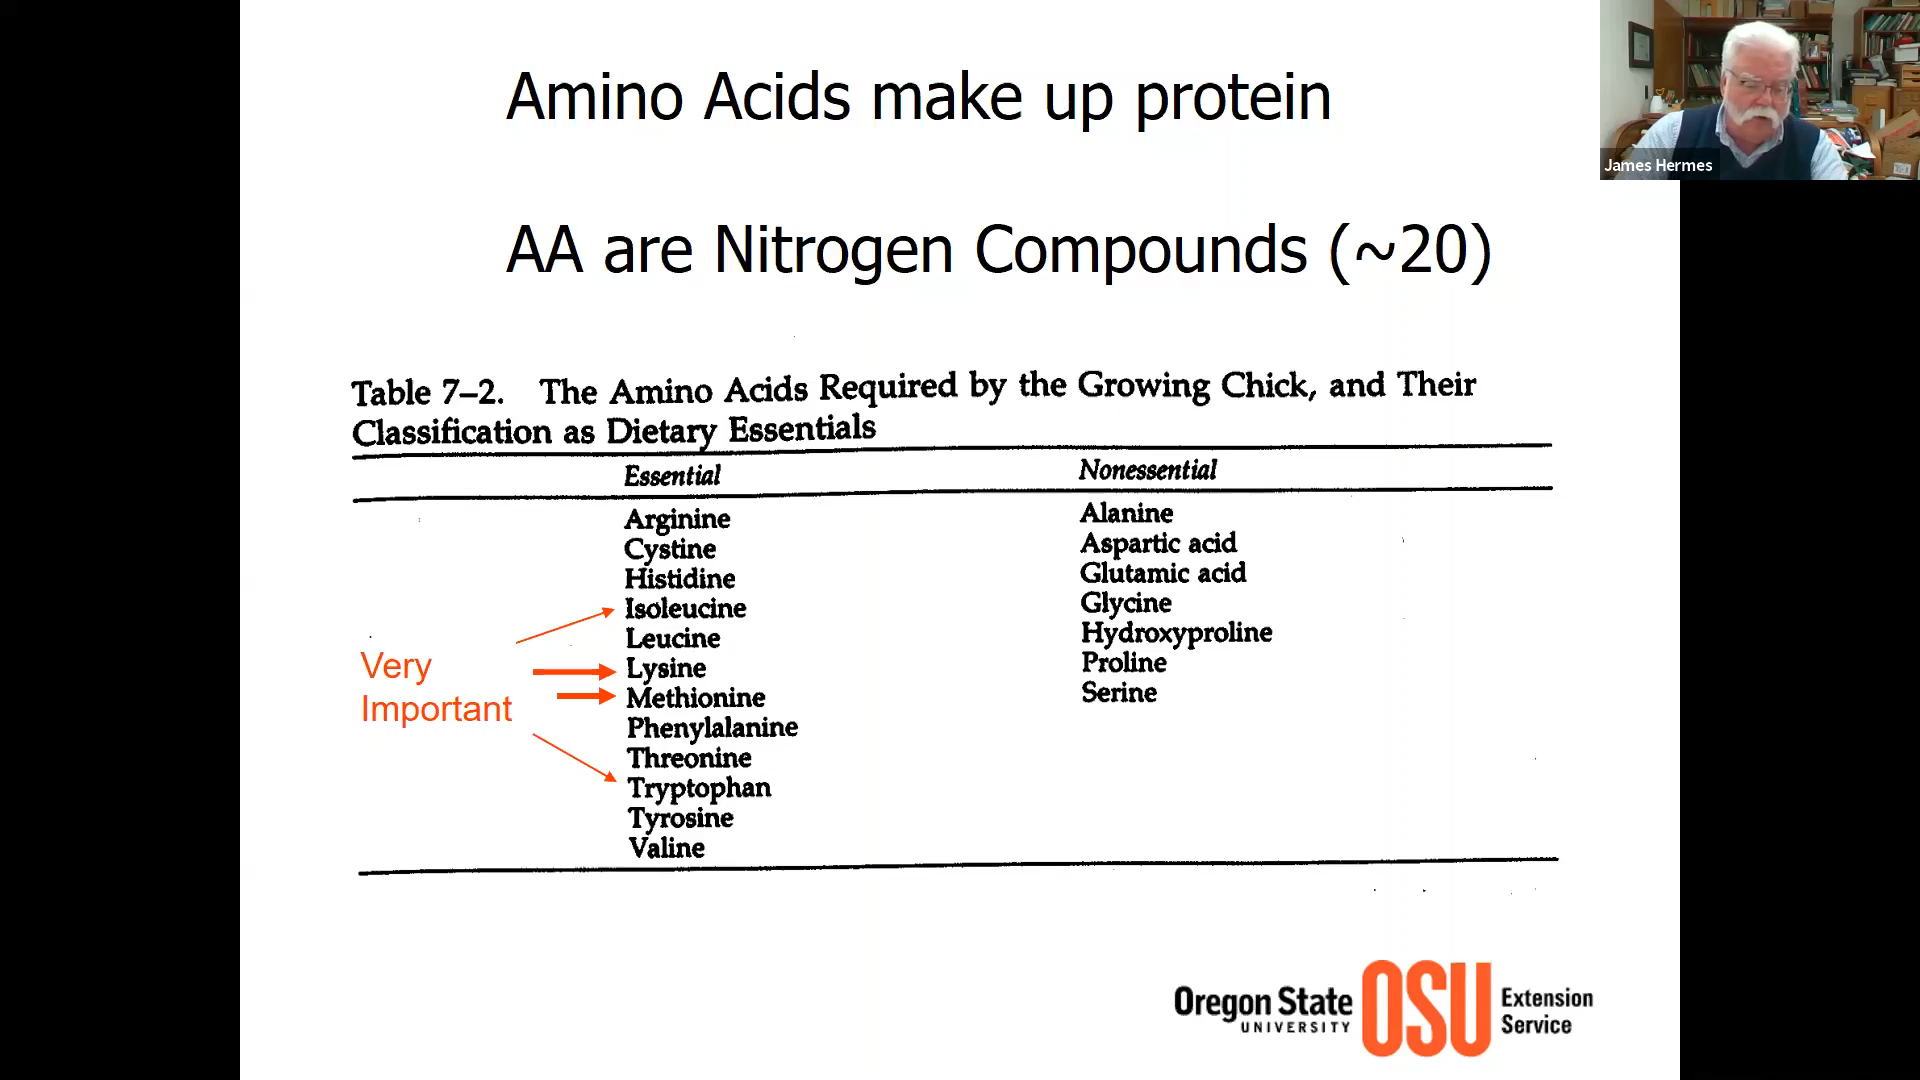 Amino Acids make up protein
James Hermes
AA are Nitrogen Compounds (~20)
Table 7–2. The Amino Acids Required by the Growing Chick, and Their
Classification as Dietary Essentials
Essential
Nonessential
Arginine
Cystine
Histidine
Isoleucine
Leucine
Lysine
Methionine
Phenylalanine
Threonine
Tryptophan
Tyrosine
Valine
Alanine
Aspartic acid
Glutamic acid
Glycine
Hydroxyproline
Proline
Serine
Very
Important
Oregon State
UNIVERSITY
OSU
Extension
Service